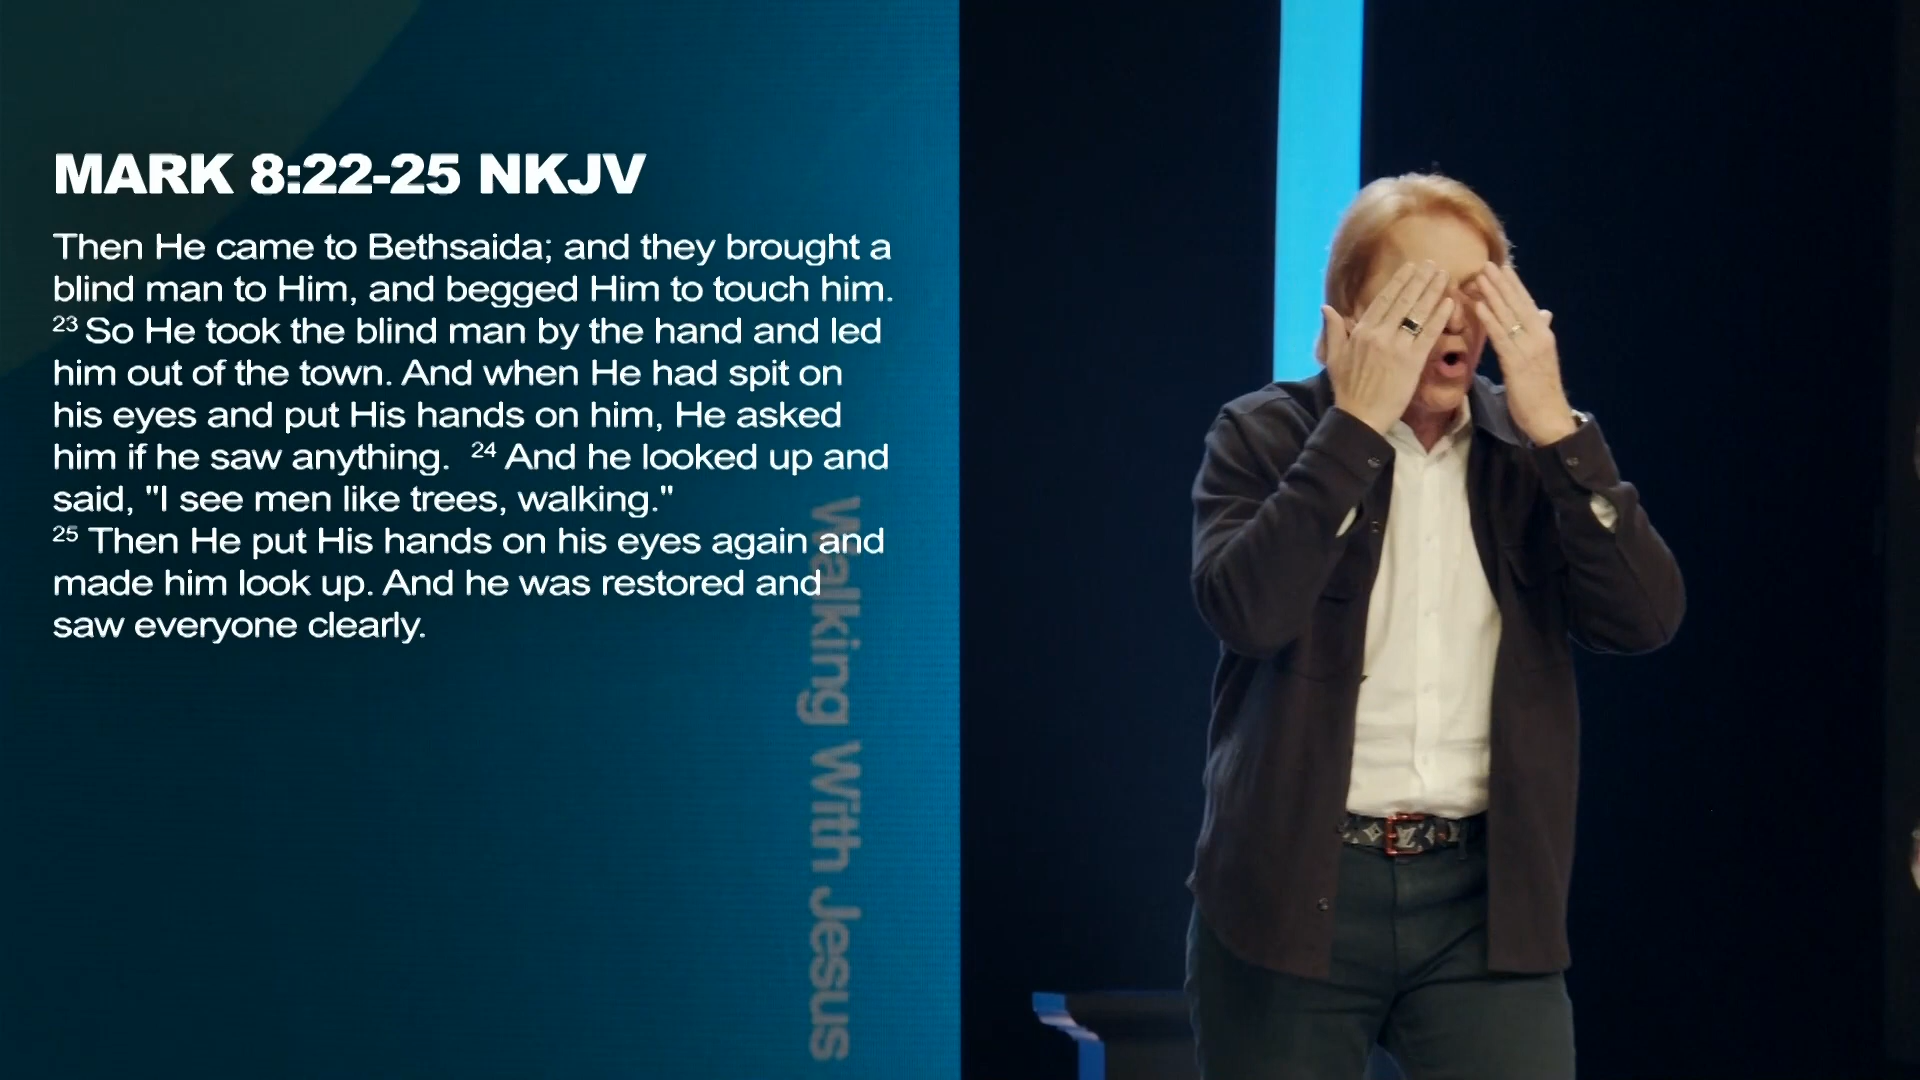 MARK 8:22-25 NKJV
Then He came to Bethsaida; and they brought a
blind man to Him, and begged Him to touch him.
23 So He took the blind man by the hand and led
him out of the town. And when He had spit on
his eyes and put His hands on him, He asked
him if he saw anything. 24 And he looked up and
said, "I see men like trees, walking."
25 Then He put His hands on his eyes again and
made him look up. And he was restored and
saw everyone clearly.
Walking With Jesus